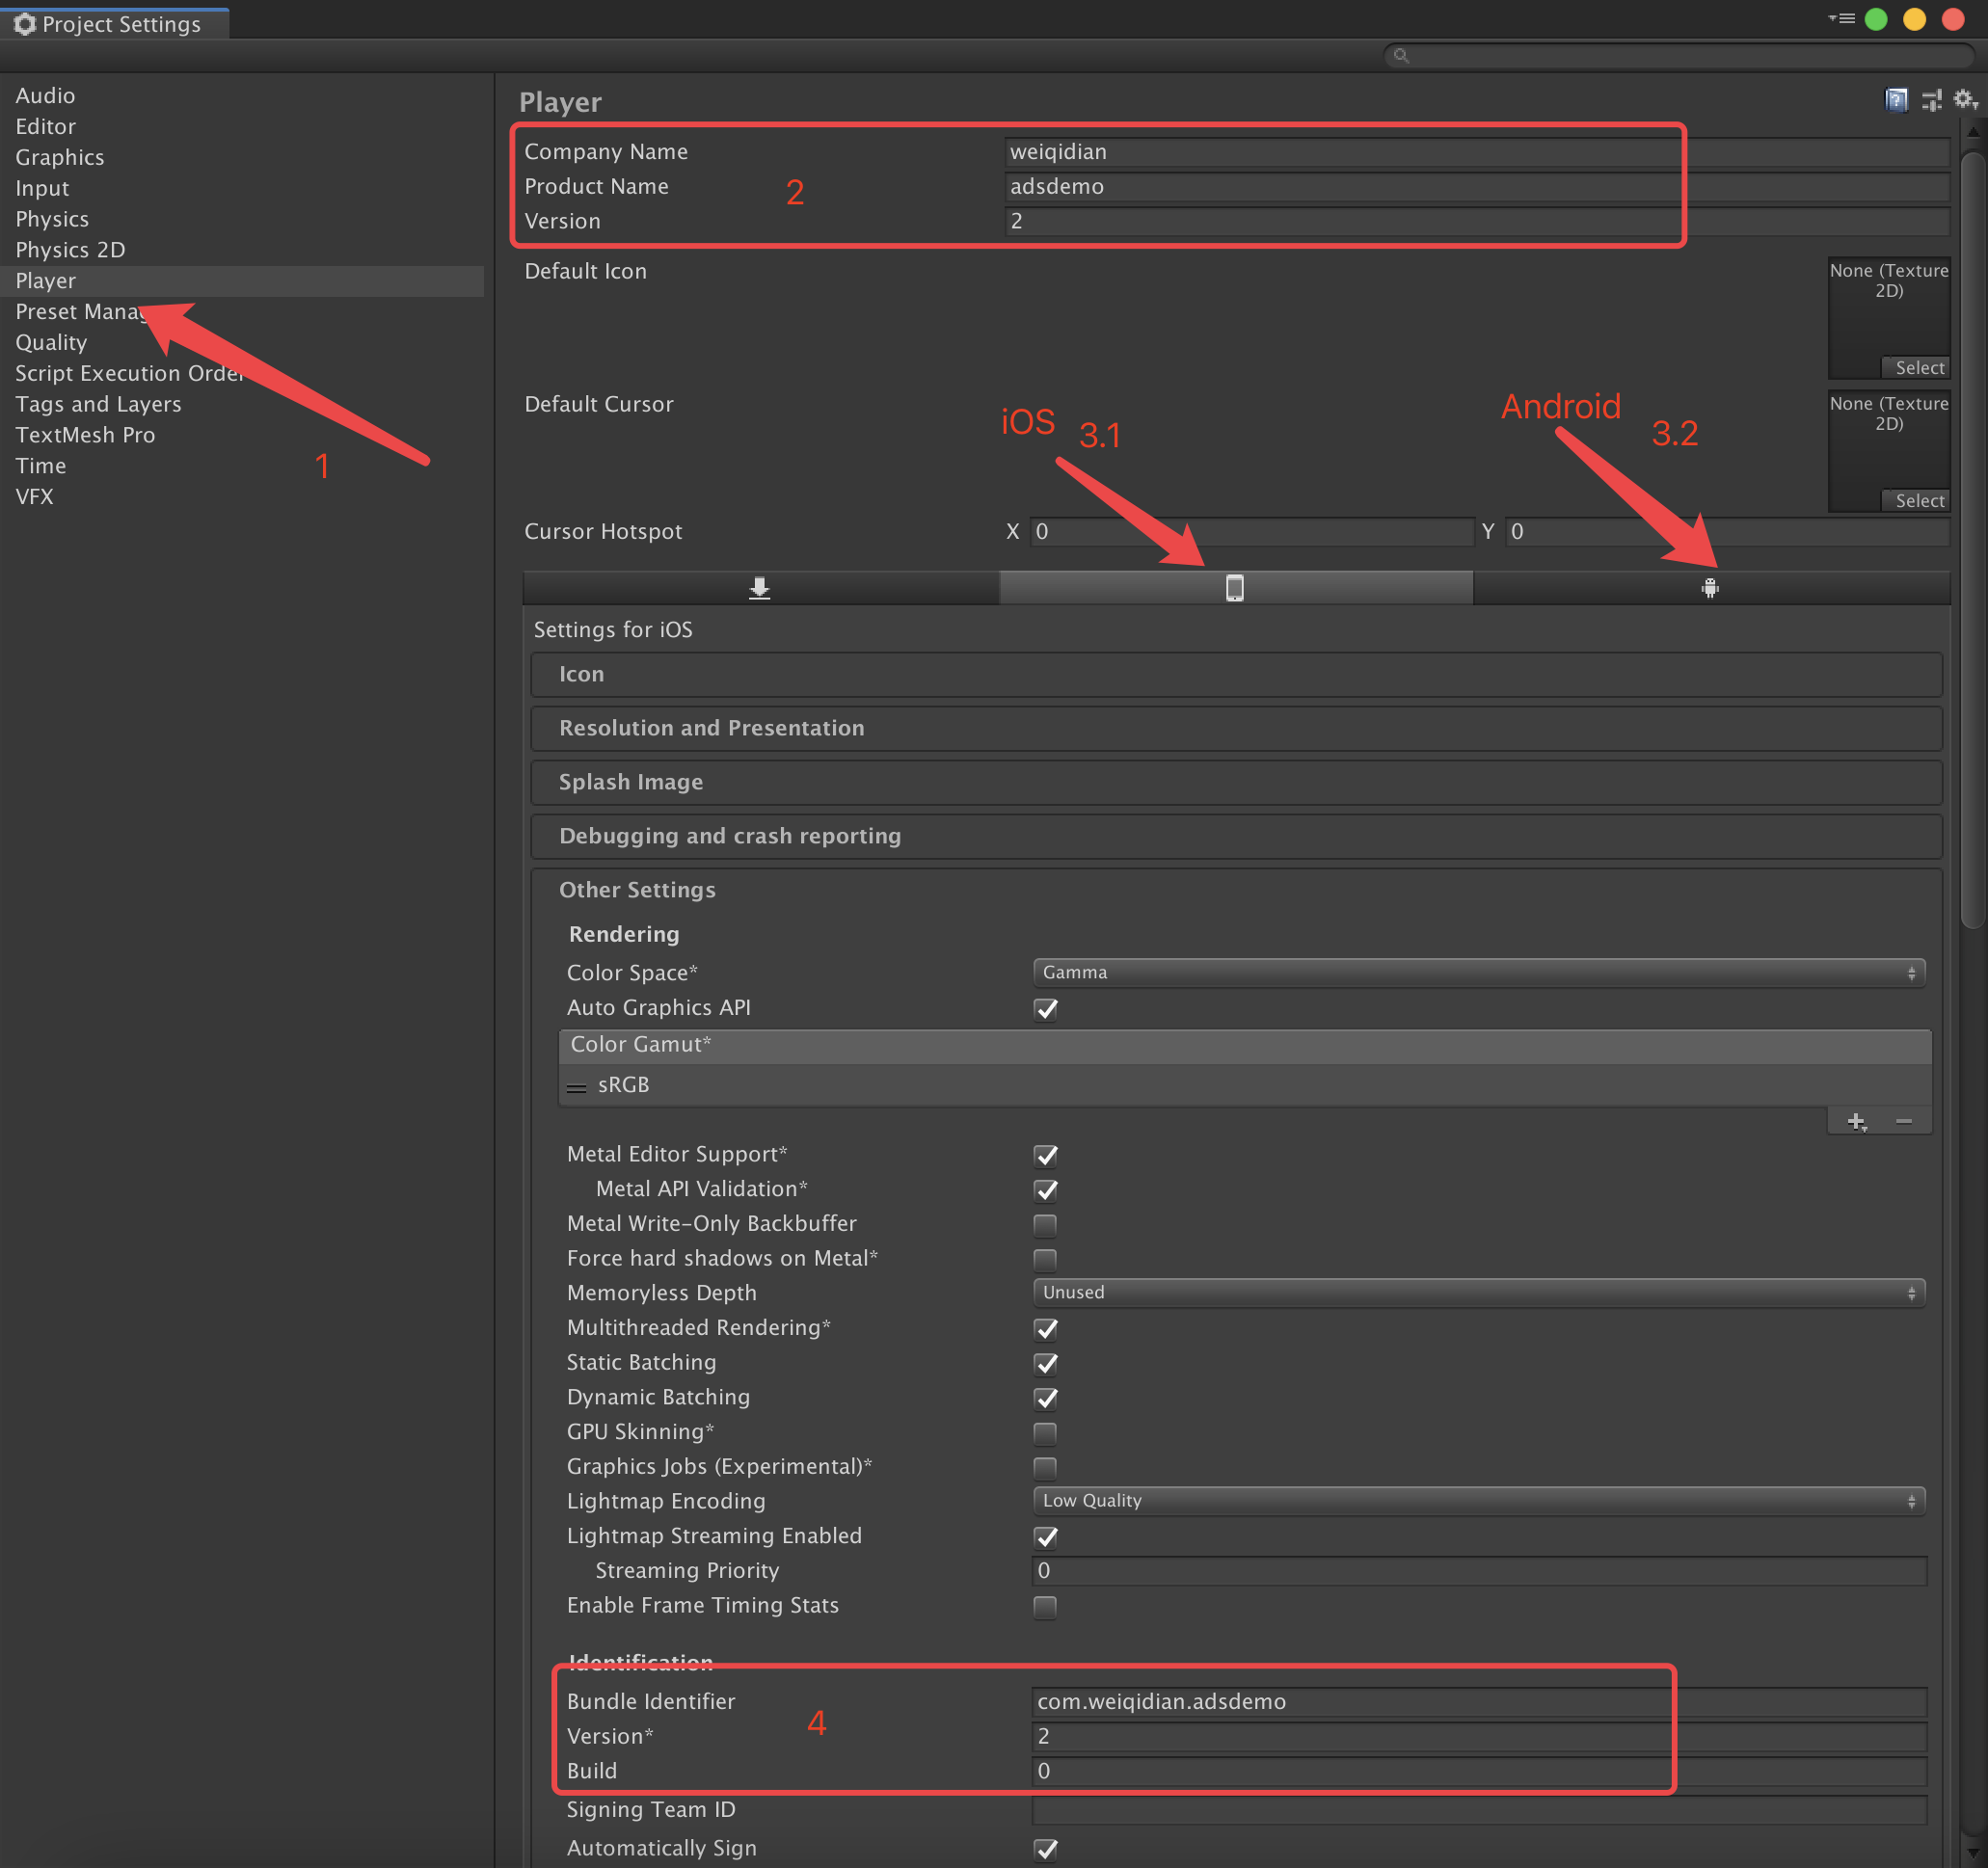 Project Settings
Audio
Editor
Graphics
Input
Physics
Physics 2D
Player
Preset Manag
Quality
Script Execution Order
Tags and Layers
TextMesh Pro
Time
VFX
1
Player
Company Name weiqidian
Product Name adsdemo
Version 2
2
Default Icon
None (Texture
2D)
Select
Default Cursor
None (Texture
2D)
Select
iOS 3.1
Android 3.2
Cursor Hotspot X 0 Y 0
Settings for iOS
Icon
Resolution and Presentation
Splash Image
Debugging and crash reporting
Other Settings
Rendering
Color Space* Gamma
Auto Graphics API
Color Gamut*
sRGB
Metal Editor Support*
Metal API Validation*
Metal Write-Only Backbuffer
Force hard shadows on Metal*
Memoryless Depth Unused
Multithreaded Rendering*
Static Batching
Dynamic Batching
GPU Skinning*
Graphics Jobs (Experimental)*
Lightmap Encoding Low Quality
Lightmap Streaming Enabled
Streaming Priority 0
Enable Frame Timing Stats
Identification
Bundle Identifier com.weiqidian.adsdemo
Version* 2
4
Build 0
Signing Team ID
Automatically Sign